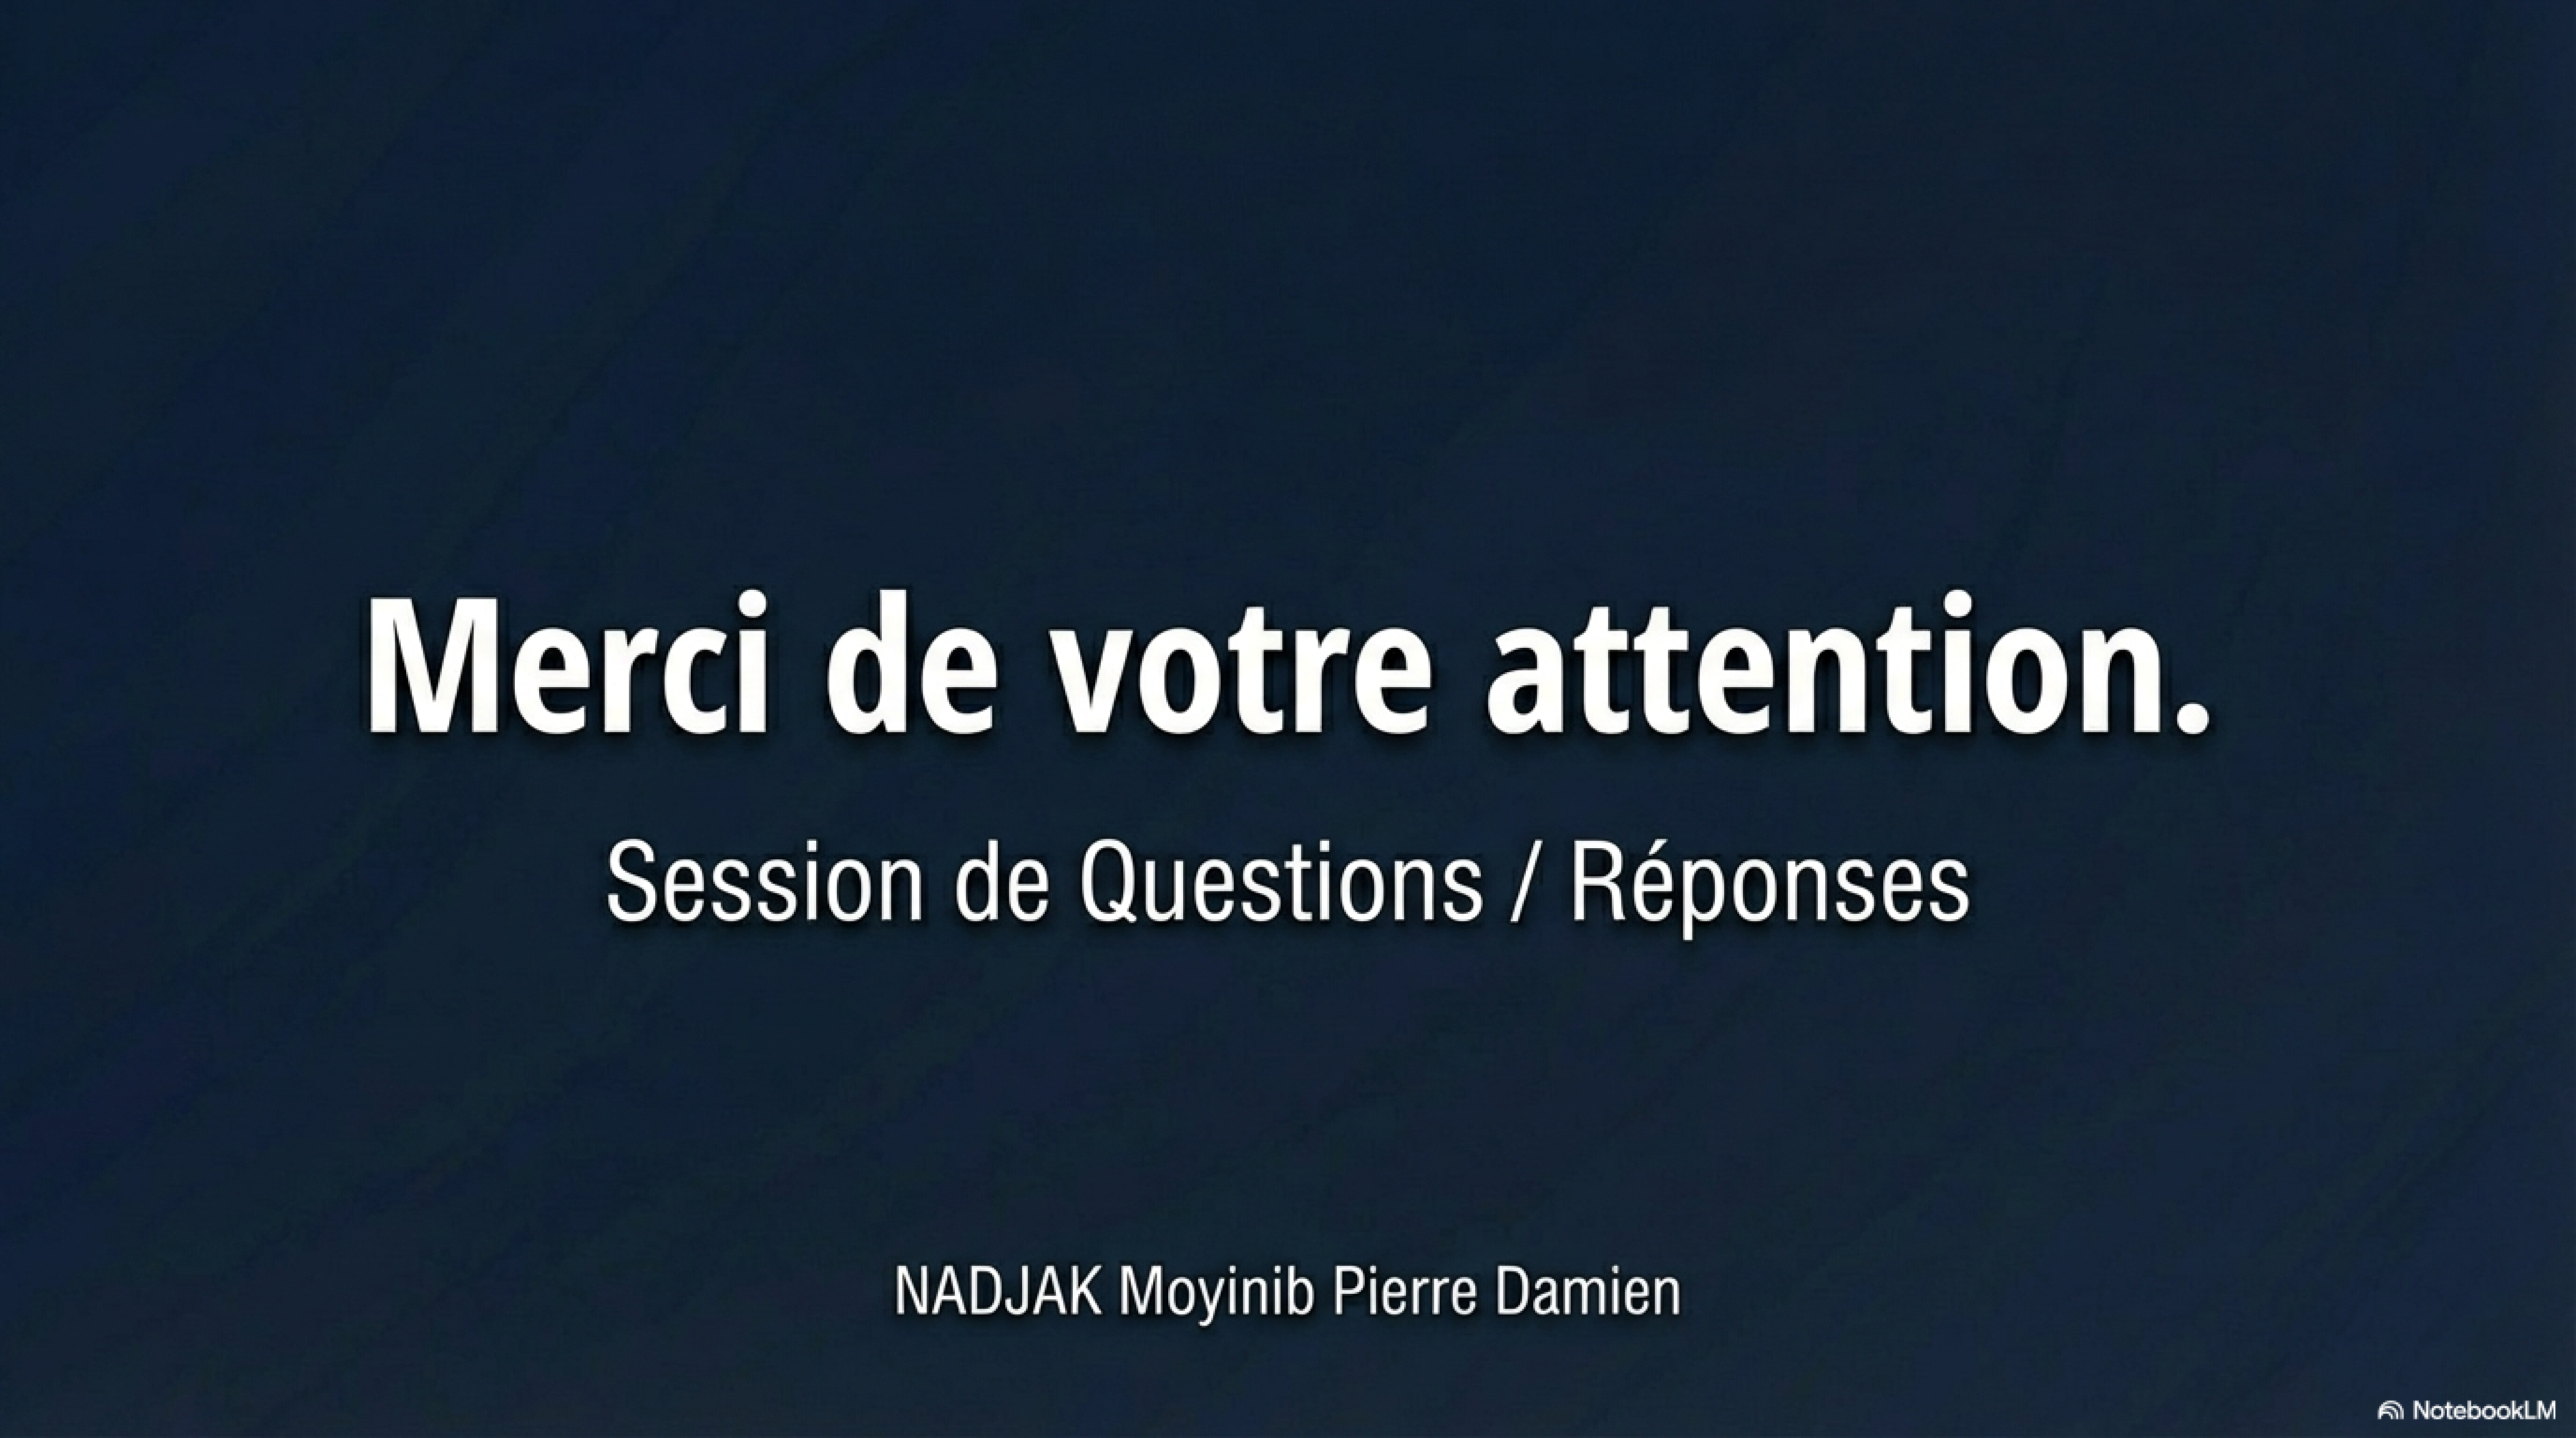 Merci de votre attention.
Session de Questions / Réponses
NADJAK Moyinib Pierre Damien
NotebookLM